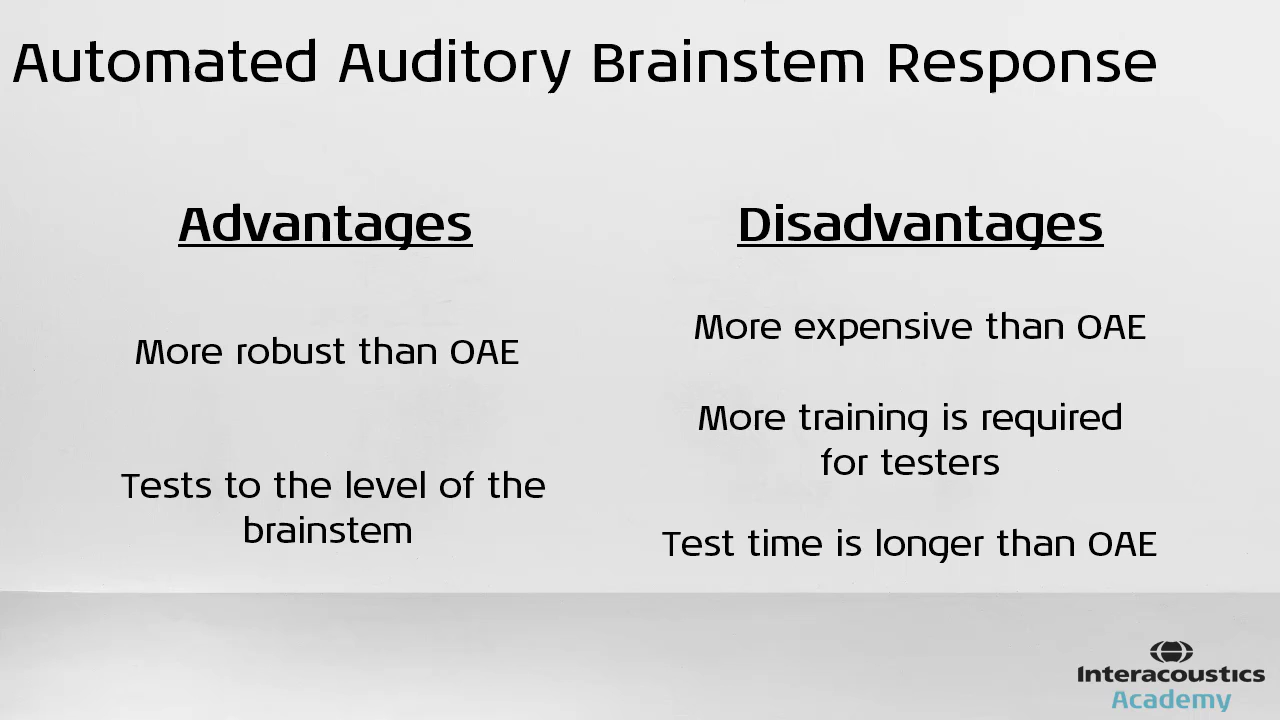 Automated Auditory Brainstem Response
Advantages
More robust than OAE
Tests to the level of the
brainstem
Disadvantages
More expensive than OAE
More training is required
for testers
Test time is longer than OAE
Interacoustics
Academy